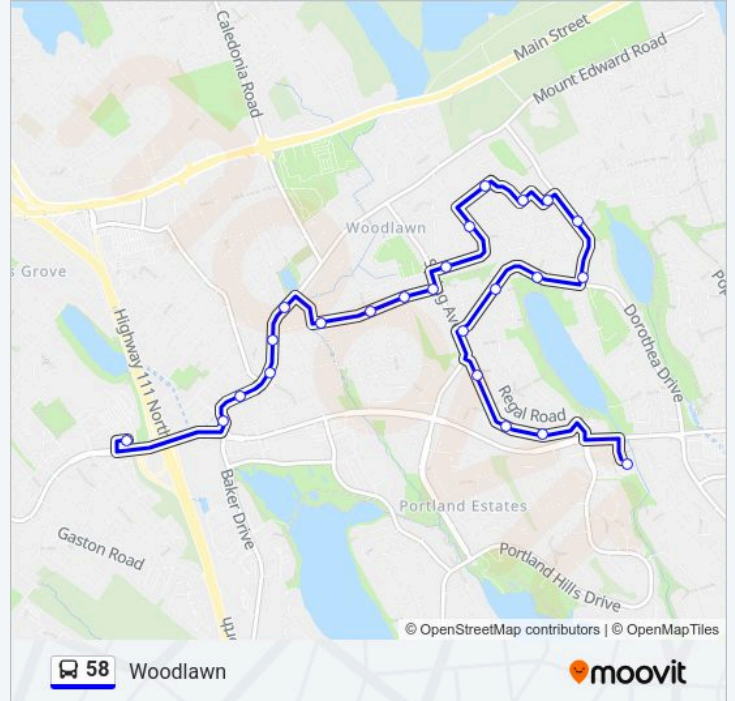 Caledonia Road
Main Street
Mount Edward Road
Woodlawn
s Grove
Highway 111 North
Dorothea Drive
Regal Road
Baker Drive
Portland Estates
Gaston Road
Portland Hills Drive
© OpenStreetMap contributors | © OpenMapTiles
58 Woodlawn
moovit